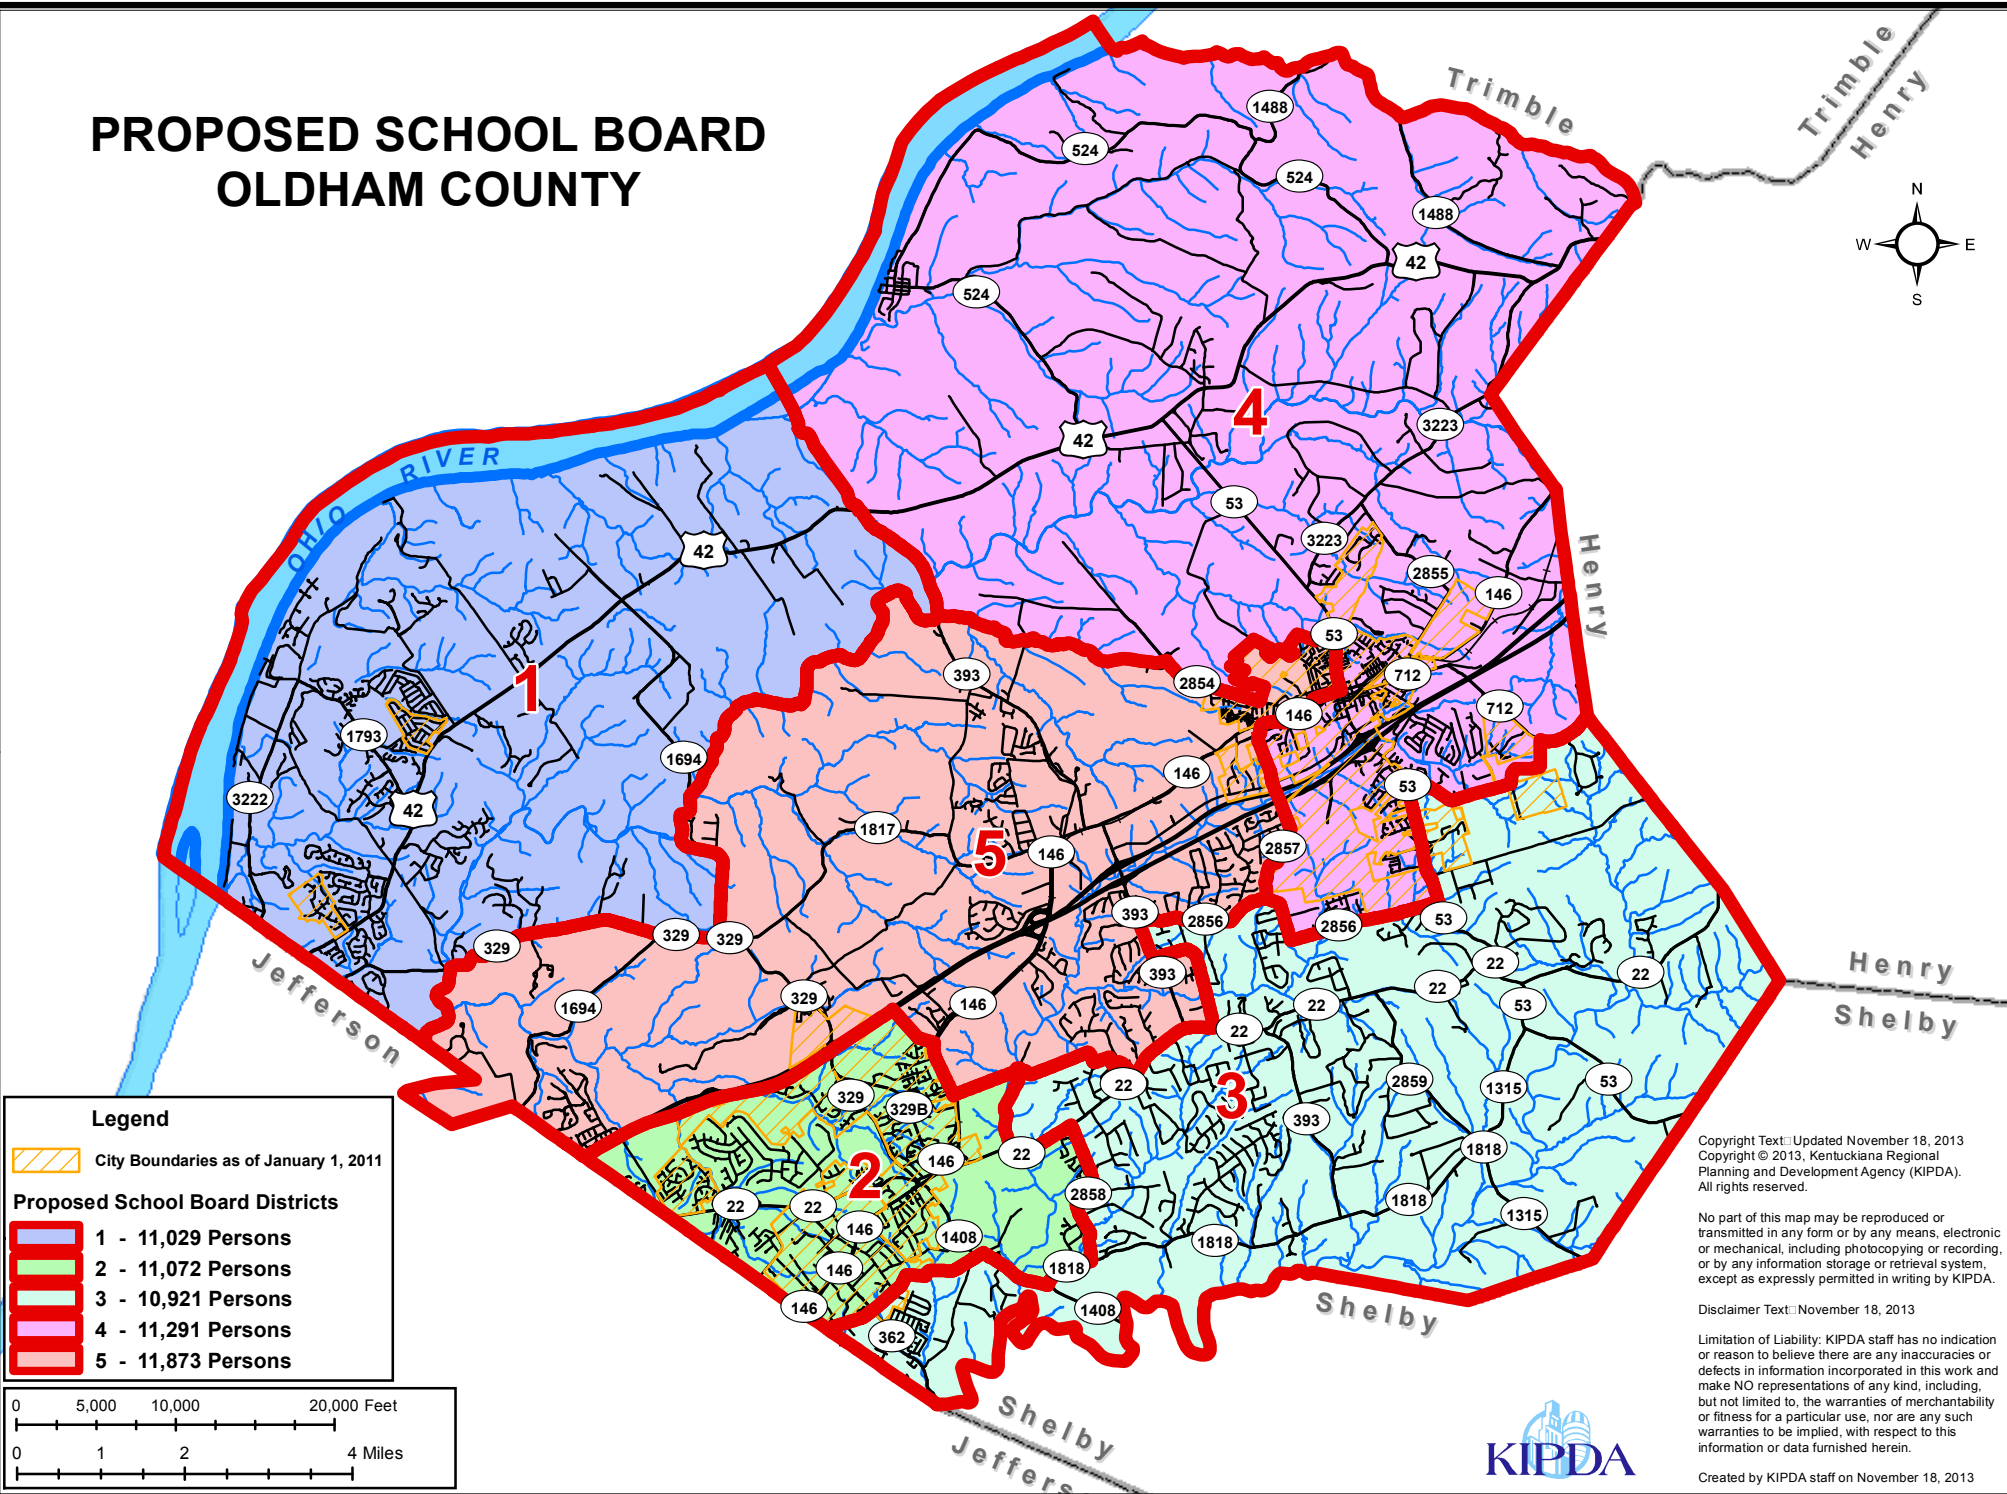 PROPOSED SCHOOL BOARD
OLDHAM COUNTY
Trimble
Trimble
Henry
N
W E
S
1488
524
524
1488
42
524
4
3223
42
OHIO RIVER
53
3223
42
2855
146
Henry
53
393
2854
712
1
146
712
1793
1694
146
53
3222
42
1817
5
146
2857
393
2856
2856
53
329
329
329
22
22
393
22
Henry
Shelby
Jefferson
1694
329
146
22
22
53
22
2859
1315
53
329
329B
3
393
146
22
1818
2
2858
22
22
1818
1315
146
1408
1818
146
1818
146
1408
362
Shelby
Shelby
Jeffers
Legend
City Boundaries as of January 1, 2011
Proposed School Board Districts
1 - 11,029 Persons
2 - 11,072 Persons
3 - 10,921 Persons
4 - 11,291 Persons
5 - 11,873 Persons
0 5,000 10,000 20,000 Feet
0 1 2 4 Miles
KIPDA
Copyright Text□Updated November 18, 2013
Copyright © 2013, Kentuckiana Regional
Planning and Development Agency (KIPDA).
All rights reserved.
No part of this map may be reproduced or
transmitted in any form or by any means, electronic
or mechanical, including photocopying or recording,
or by any information storage or retrieval system,
except as expressly permitted in writing by KIPDA.
Disclaimer Text□November 18, 2013
Limitation of Liability: KIPDA staff has no indication
or reason to believe there are any inaccuracies or
defects in information incorporated in this work and
make NO representations of any kind, including,
but not limited to, the warranties of merchantability
or fitness for a particular use, nor are any such
warranties to be implied, with respect to this
information or data furnished herein.
Created by KIPDA staff on November 18, 2013